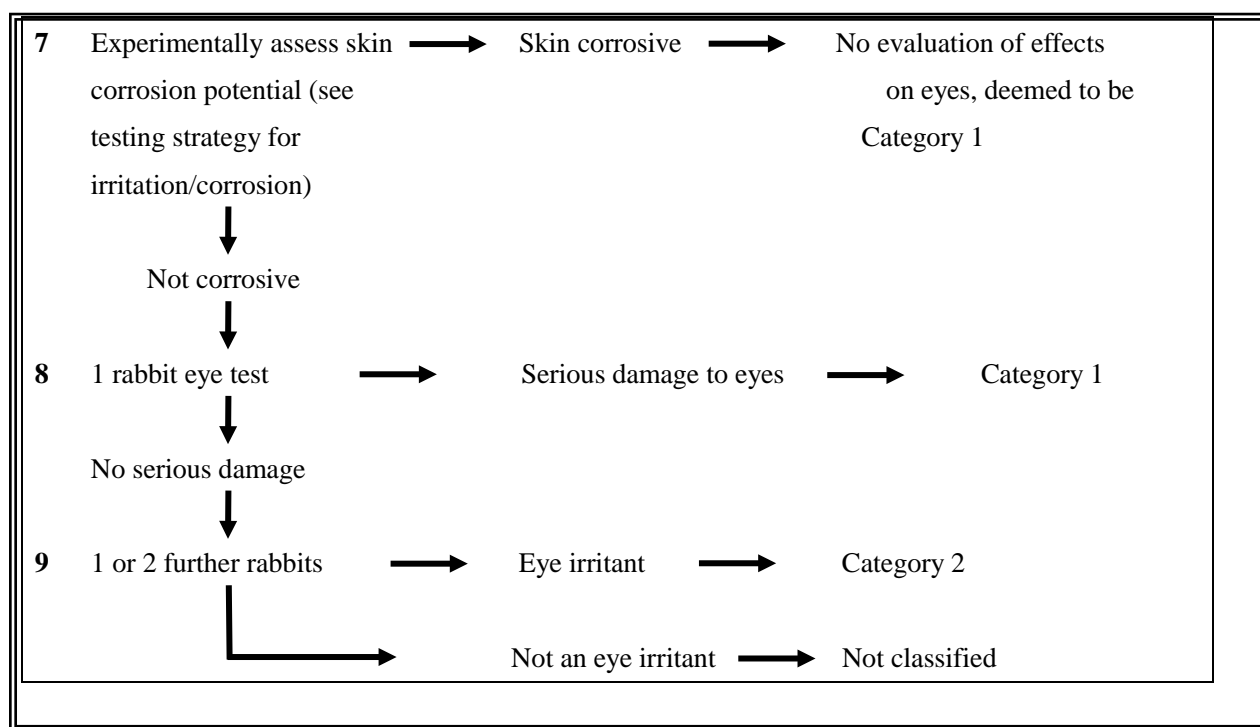 7 Experimentally assess skin Skin corrosive No evaluation of effects
corrosion potential (see on eyes, deemed to be
testing strategy for Category 1
irritation/corrosion)
Not corrosive
8 1 rabbit eye test Serious damage to eyes Category 1
No serious damage
9 1 or 2 further rabbits Eye irritant Category 2
Not an eye irritant Not classified